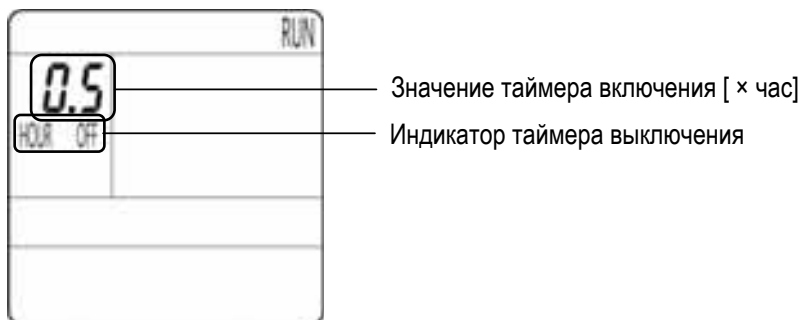 RUN
0.5
Значение таймера включения [ × час]
HOUR OFF
Индикатор таймера выключения